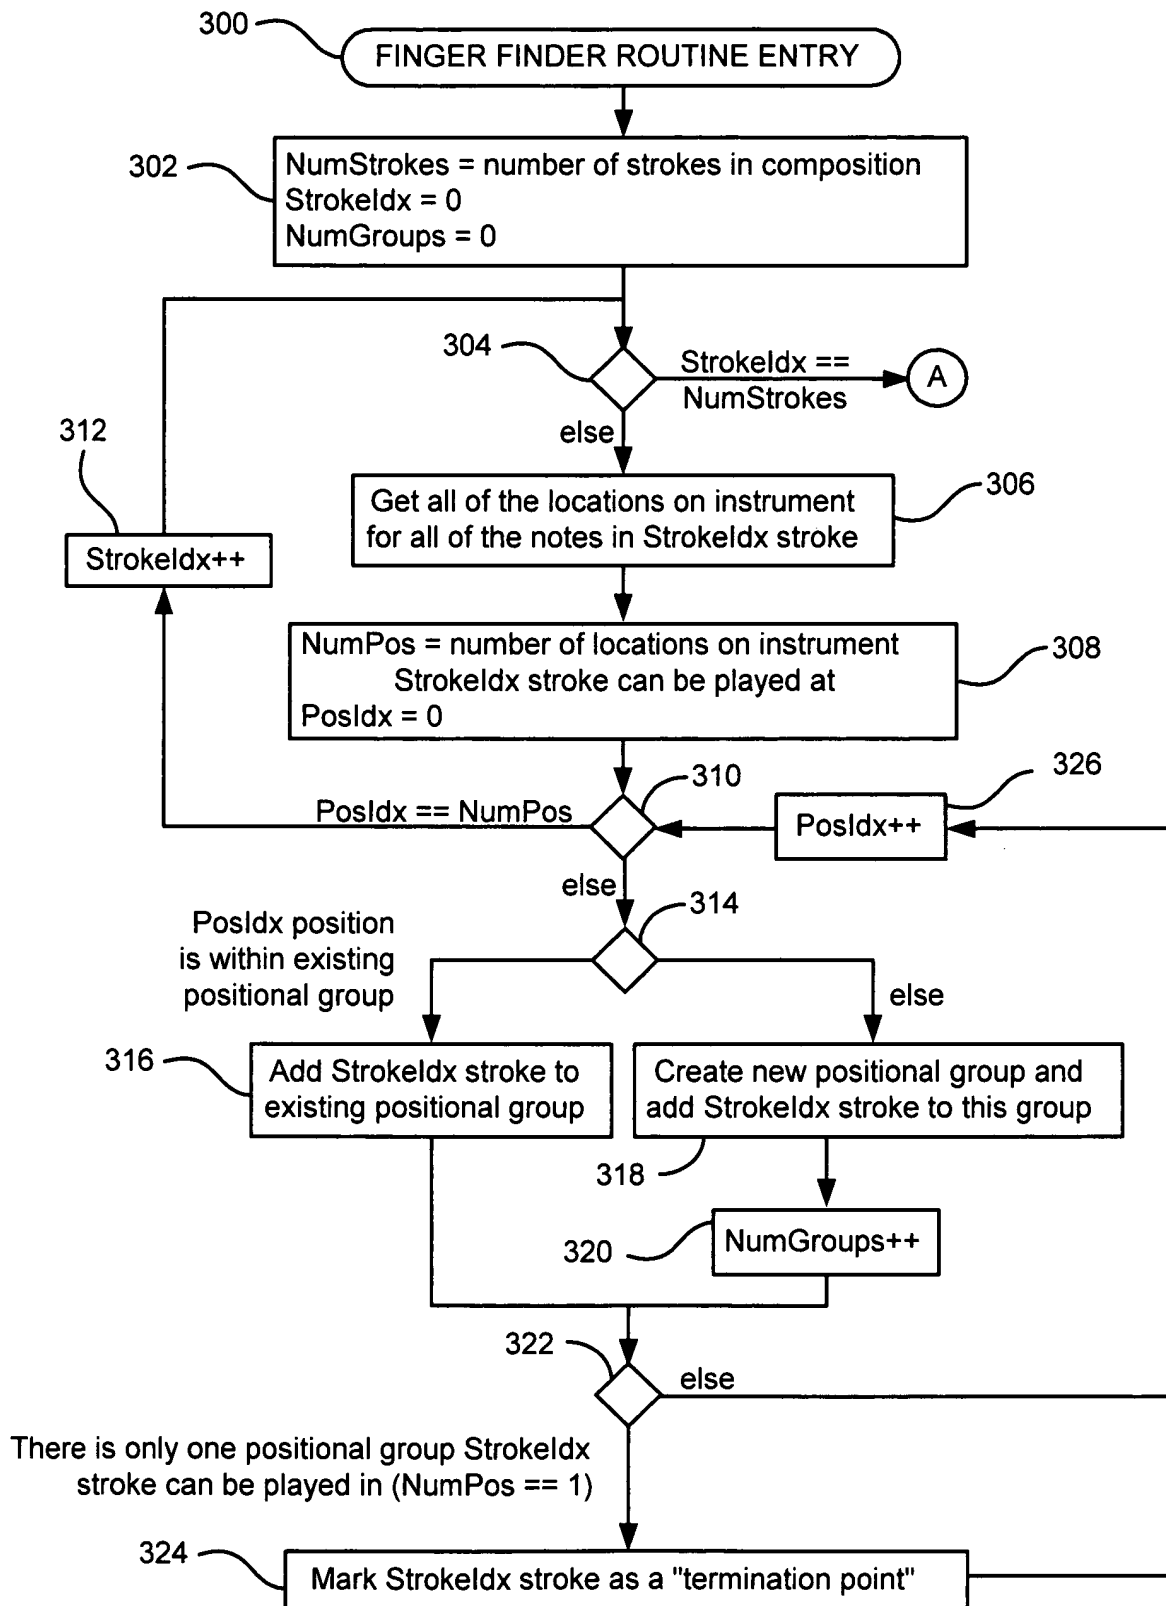 300
FINGER FINDER ROUTINE ENTRY
302
NumStrokes = number of strokes in composition
StrokeIdx = 0
NumGroups = 0
304
StrokeIdx ==
NumStrokes
A
else
312
StrokeIdx++
306
Get all of the locations on instrument
for all of the notes in StrokeIdx stroke
308
NumPos = number of locations on instrument
StrokeIdx stroke can be played at
PosIdx = 0
310
326
PosIdx == NumPos
PosIdx++
else
314
PosIdx position
is within existing
positional group
else
316
Add StrokeIdx stroke to
existing positional group
Create new positional group and
add StrokeIdx stroke to this group
318
320
NumGroups++
322
else
There is only one positional group StrokeIdx
stroke can be played in (NumPos == 1)
324
Mark StrokeIdx stroke as a "termination point"